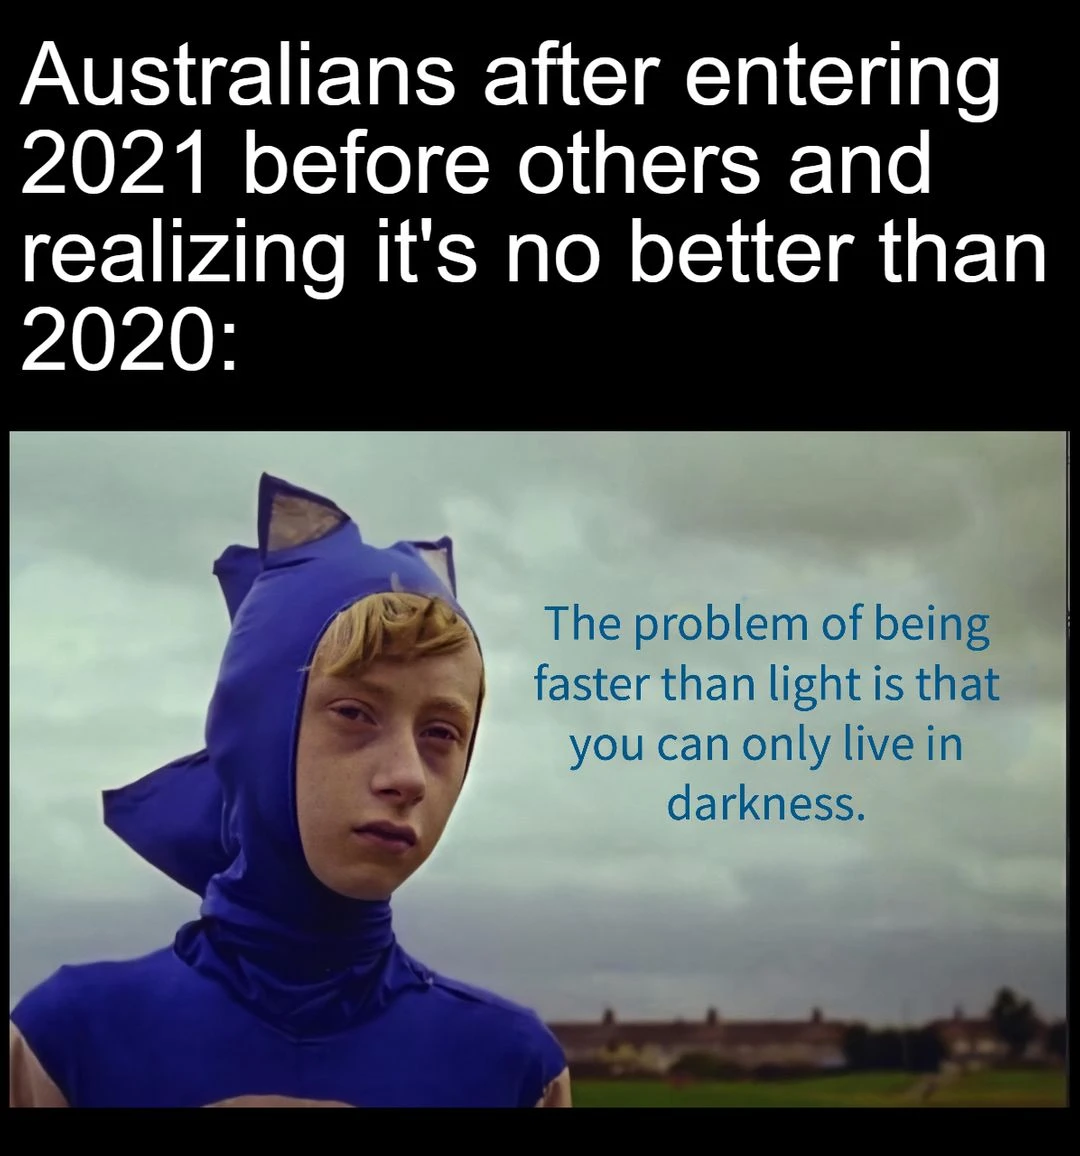 Australians after entering
2021 before others and
realizing it's no better than
2020:
The problem of being
faster than light is that
you can only live in
darkness.